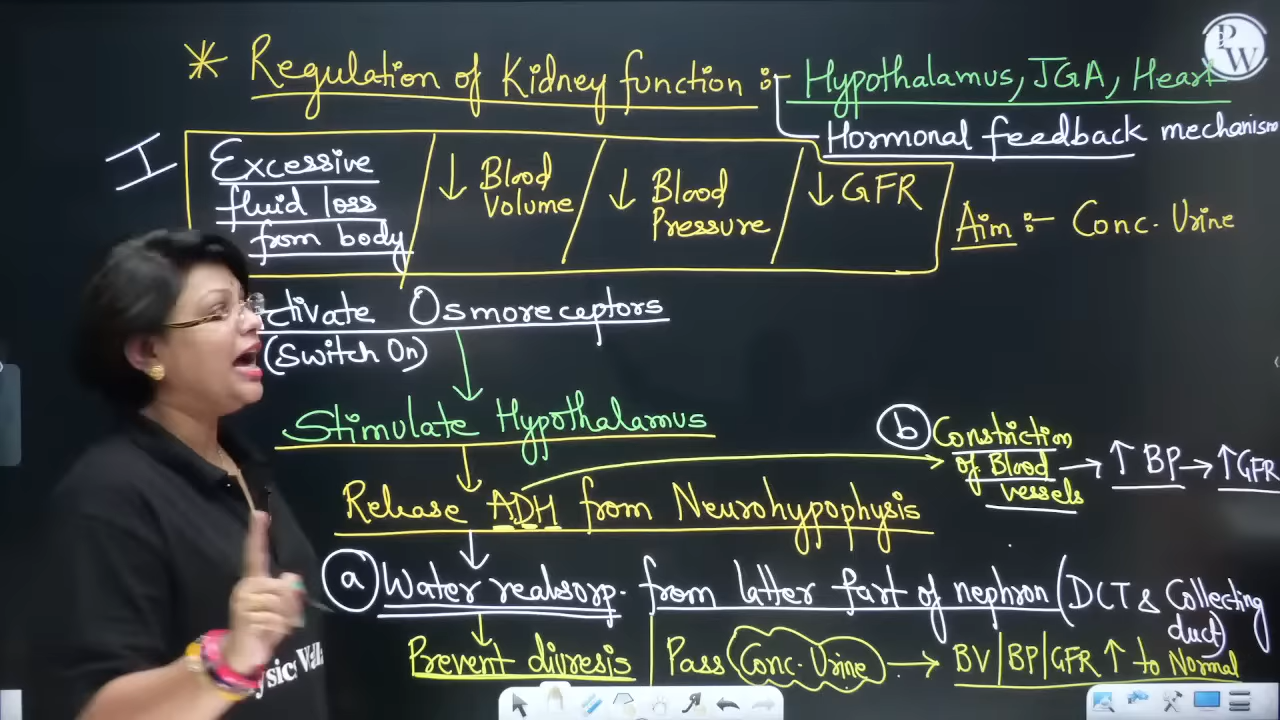 PW
* Regulation of Kidney function :- Hypothalamus, JGA, Heart
Hormonal feedback mechanism
I
Excessive fluid loss from body
↓ Blood Volume
↓ Blood Pressure
↓ GFR
Aim :- Conc. Urine
ctivate Osmoreceptors
(Switch On)
Stimulate Hypothalamus
Release ADH from Neurohypophysis
b Constriction of Blood vessels → ↑ BP → ↑ GFR
a Water reabsorp. from latter part of nephron (DCT & Collecting duct)
Prevent diuresis | Pass Conc. Urine → BV | BP | GFR ↑ to Normal